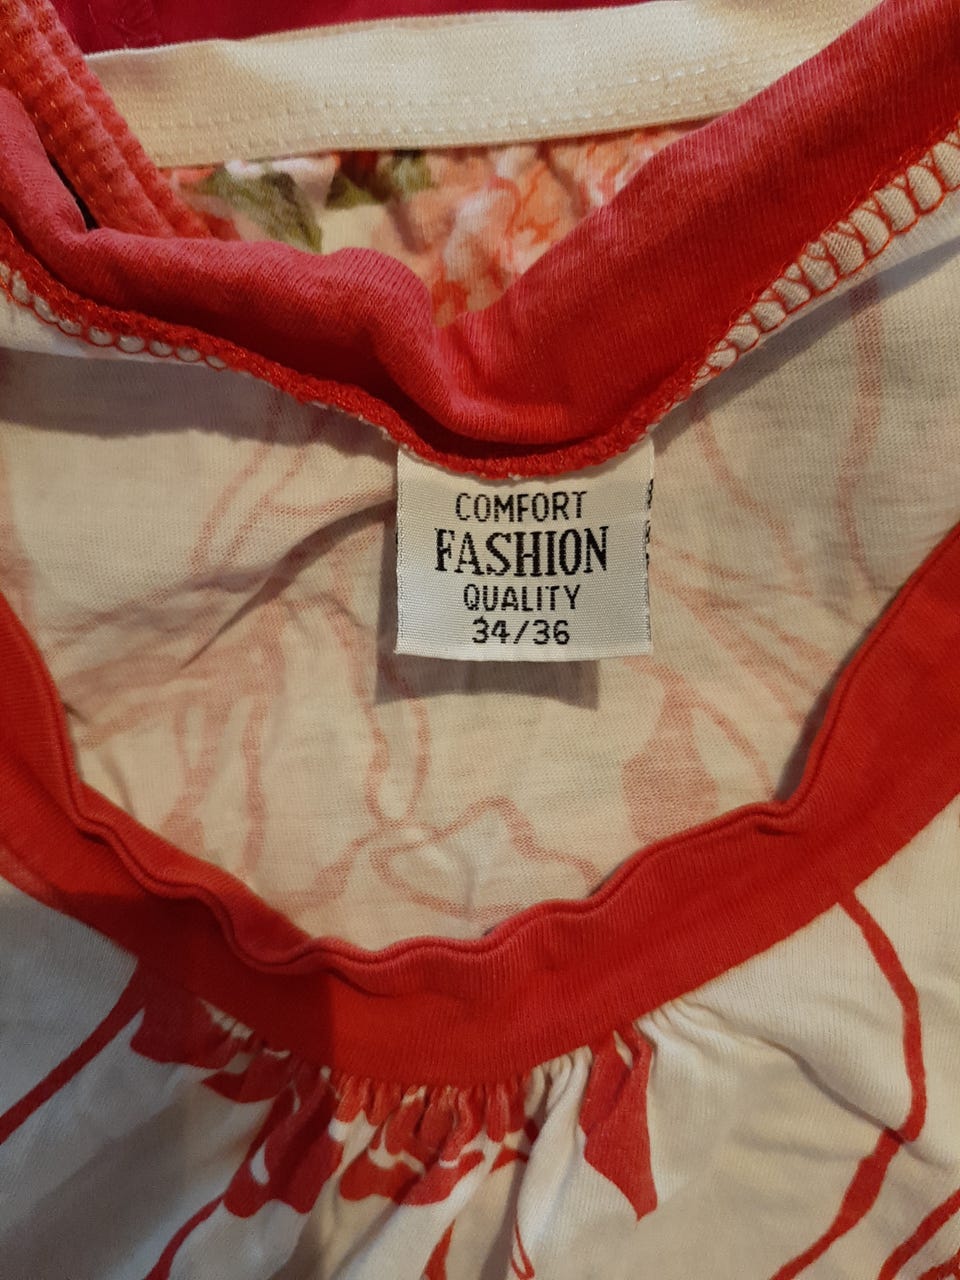 COMFORT
FASHION
QUALITY
34/36